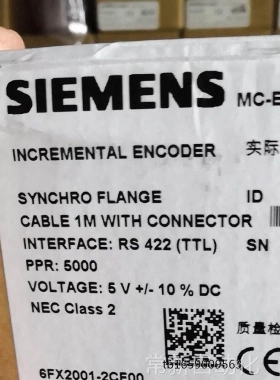 SIEMENS MC-E
INCREMENTAL ENCODER 实际
SYNCHRO FLANGE ID
CABLE 1M WITH CONNECTOR
INTERFACE: RS 422 (TTL) SN
PPR: 5000
VOLTAGE: 5 V +/- 10 % DC
NEC Class 2
质量检
CE
6FX2001-2CF00